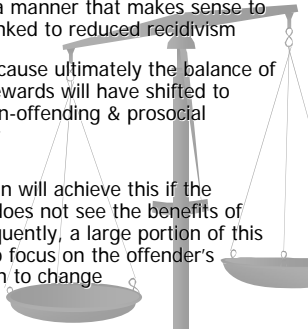 a manner that makes sense to
nked to reduced recidivism
cause ultimately the balance of
ewards will have shifted to
n-offending & prosocial
n will achieve this if the
does not see the benefits of
quently, a large portion of this
o focus on the offender's
n to change